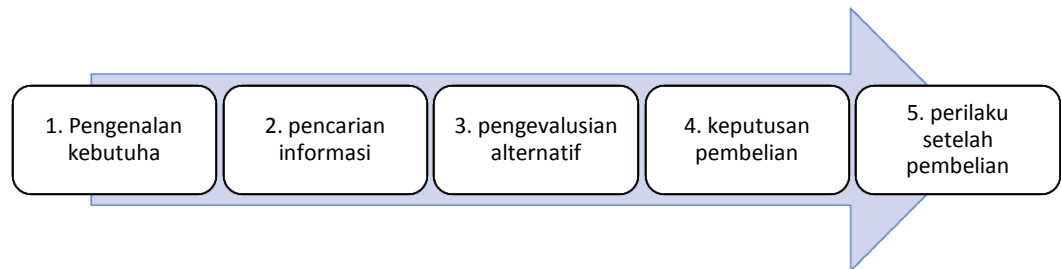 1. Pengenalan
kebutuha
2. pencarian
informasi
3. pengevalusian
alternatif
4. keputusan
pembelian
5. perilaku
setelah
pembelian